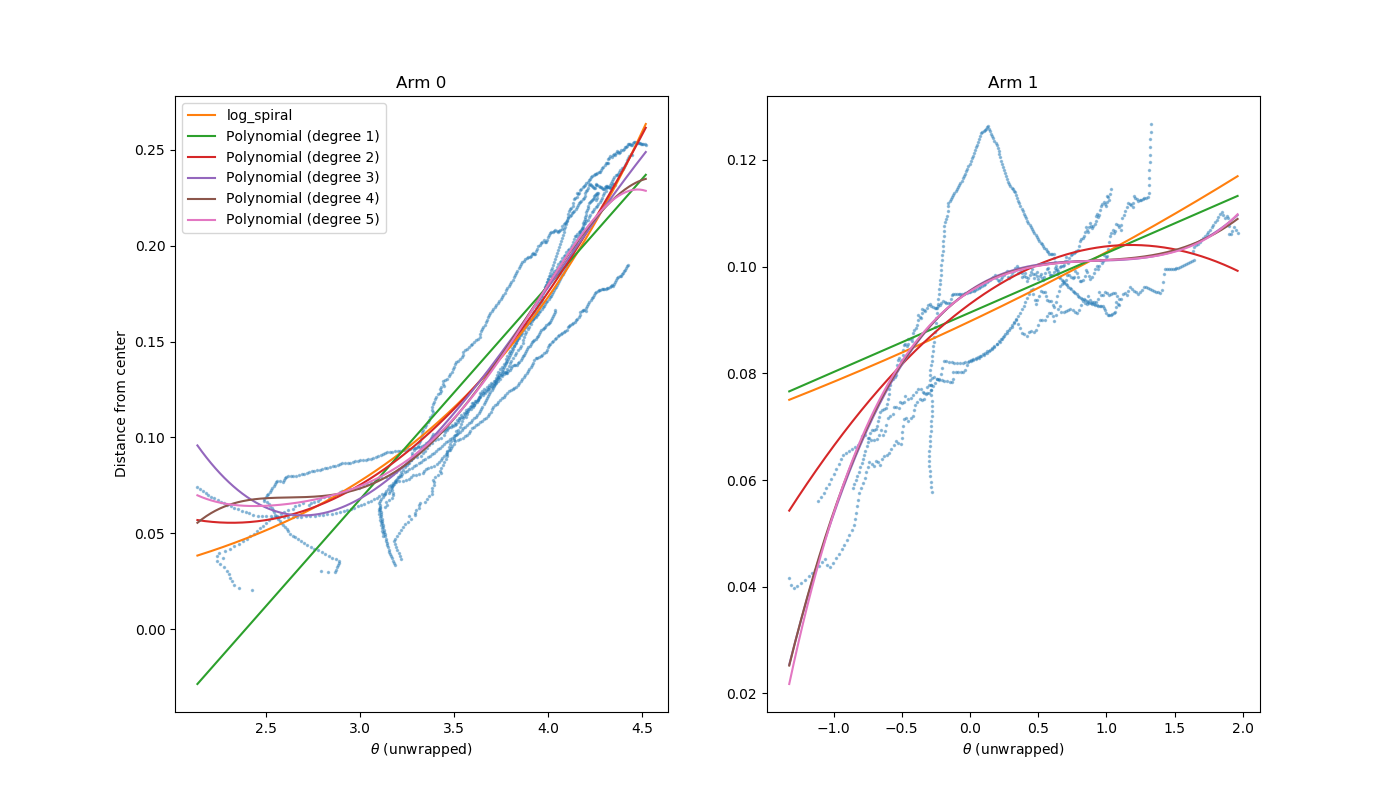 Arm 0
log_spiral
Polynomial (degree 1)
Polynomial (degree 2)
Polynomial (degree 3)
Polynomial (degree 4)
Polynomial (degree 5)
Distance from center
0.25
0.20
0.15
0.10
0.05
0.00
2.5 3.0 3.5 4.0 4.5
θ (unwrapped)
Arm 1
0.12
0.10
0.08
0.06
0.04
0.02
−1.0 −0.5 0.0 0.5 1.0 1.5 2.0
θ (unwrapped)